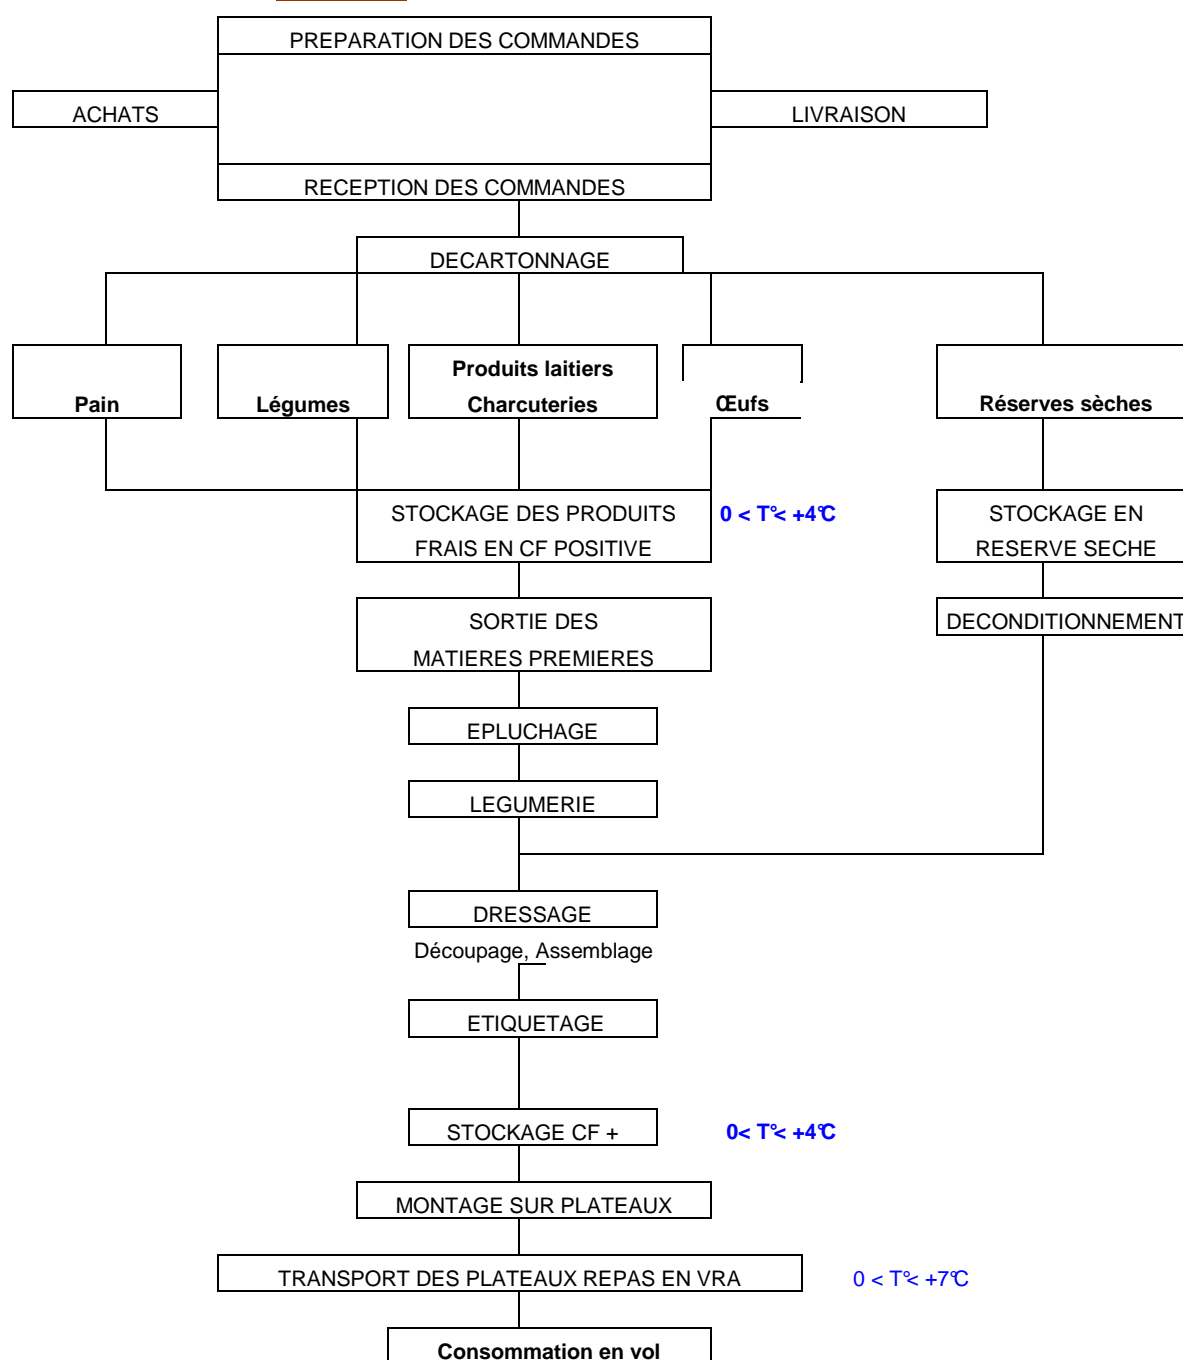 PREPARATION DES COMMANDES
ACHATS
LIVRAISON
RECEPTION DES COMMANDES
DECARTONNAGE
Pain
Légumes
Produits laitiers
Charcuteries
Œufs
Réserves sèches
STOCKAGE DES PRODUITS
FRAIS EN CF POSITIVE
0 < T°< +4°C
STOCKAGE EN
RESERVE SECHE
SORTIE DES
MATIERES PREMIERES
DECONDITIONNEMENT
EPLUCHAGE
LEGUMERIE
DRESSAGE
Découpage, Assemblage
ETIQUETAGE
STOCKAGE CF +
0< T°< +4°C
MONTAGE SUR PLATEAUX
TRANSPORT DES PLATEAUX REPAS EN VRA
0 < T°< +7°C
Consommation en vol